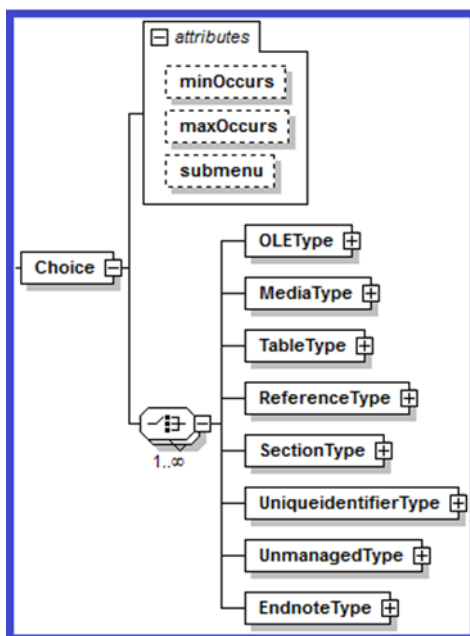 attributes
minOccurs
maxOccurs
submenu
Choice
OLEType
MediaType
TableType
ReferenceType
SectionType
UniqueidentifierType
UnmanagedType
EndnoteType
1..∞